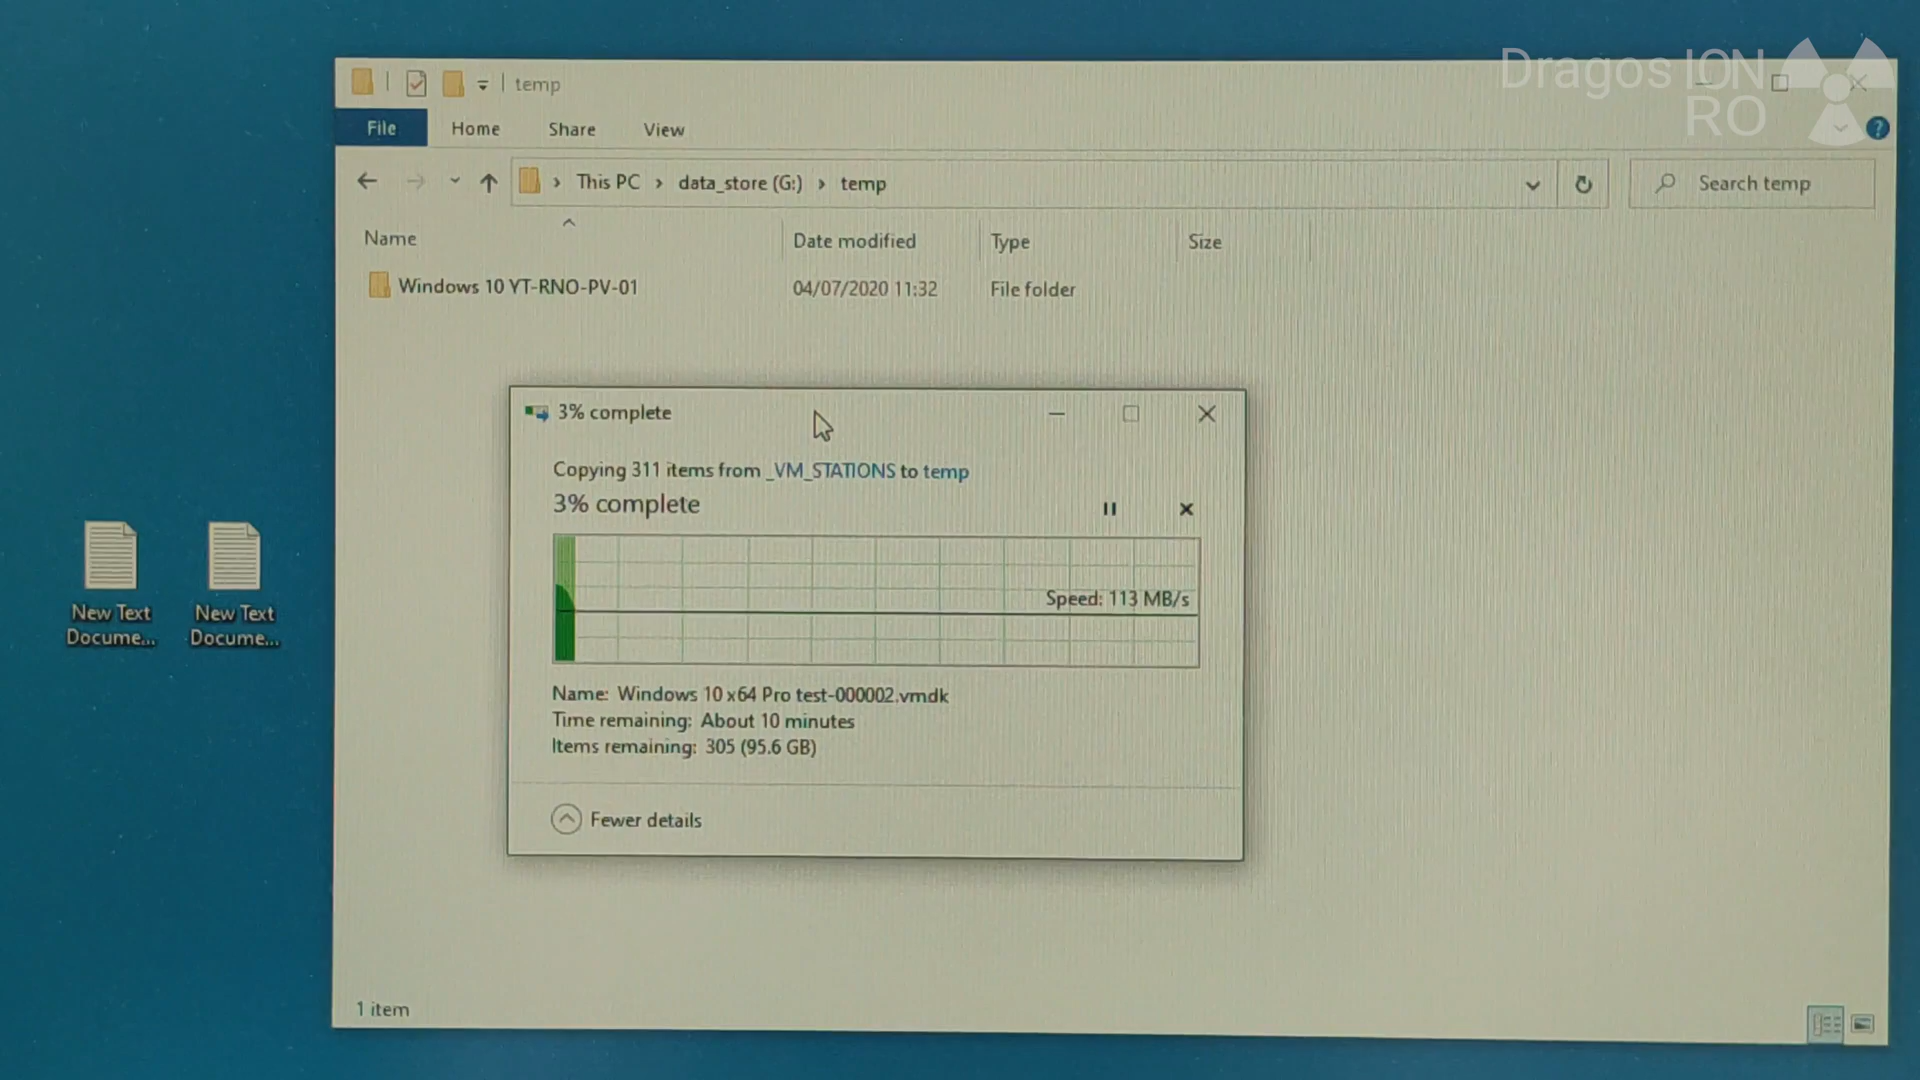 Dragos ION
RO
temp
File Home Share View
This PC > data_store (G:) > temp
Search temp
Name Date modified Type Size
Windows 10 YT-RNO-PV-01 04/07/2020 11:32 File folder
3% complete
Copying 311 items from _VM_STATIONS to temp
3% complete
Speed: 113 MB/s
Name: Windows 10 x64 Pro test-000002.vmdk
Time remaining: About 10 minutes
Items remaining: 305 (95.6 GB)
Fewer details
New Text
Docume...
New Text
Docume...
1 item